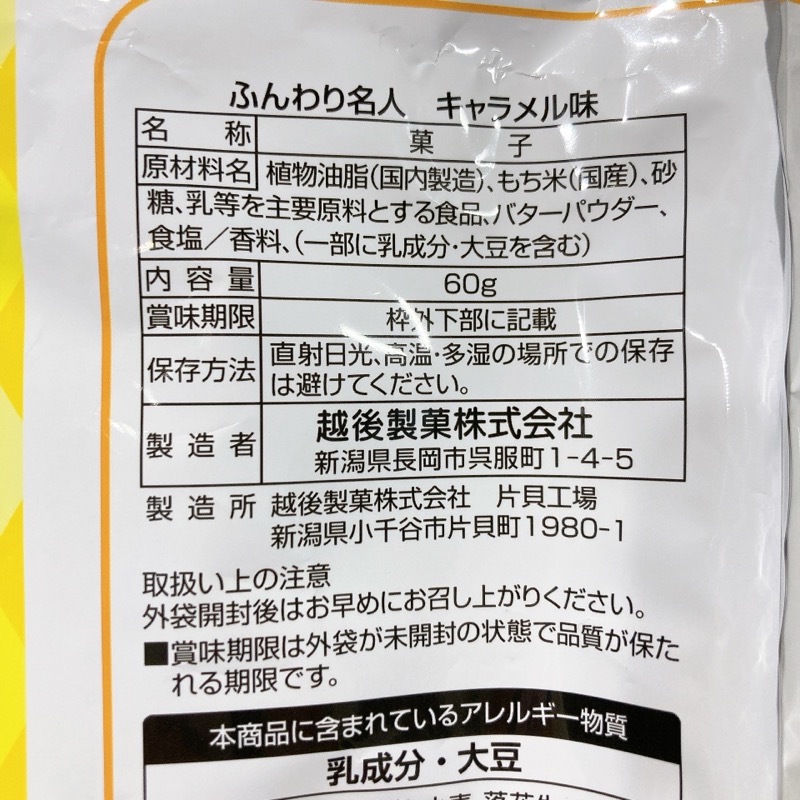 ふんわり名人 キャラメル味
名称 菓子
原材料名 植物油脂(国内製造)、もち米(国産)、砂
糖、乳等を主要原料とする食品、バターパウダー、
食塩／香料、(一部に乳成分・大豆を含む)
内容量 60g
賞味期限 枠外下部に記載
保存方法 直射日光、高温・多湿の場所での保存
は避けてください。
製造者 越後製菓株式会社
新潟県長岡市呉服町1-4-5
製造所 越後製菓株式会社 片貝工場
新潟県小千谷市片貝町1980-1
取扱い上の注意
外袋開封後はお早めにお召し上がりください。
■賞味期限は外袋が未開封の状態で品質が保た
れる期限です。
本商品に含まれているアレルギー物質
乳成分・大豆